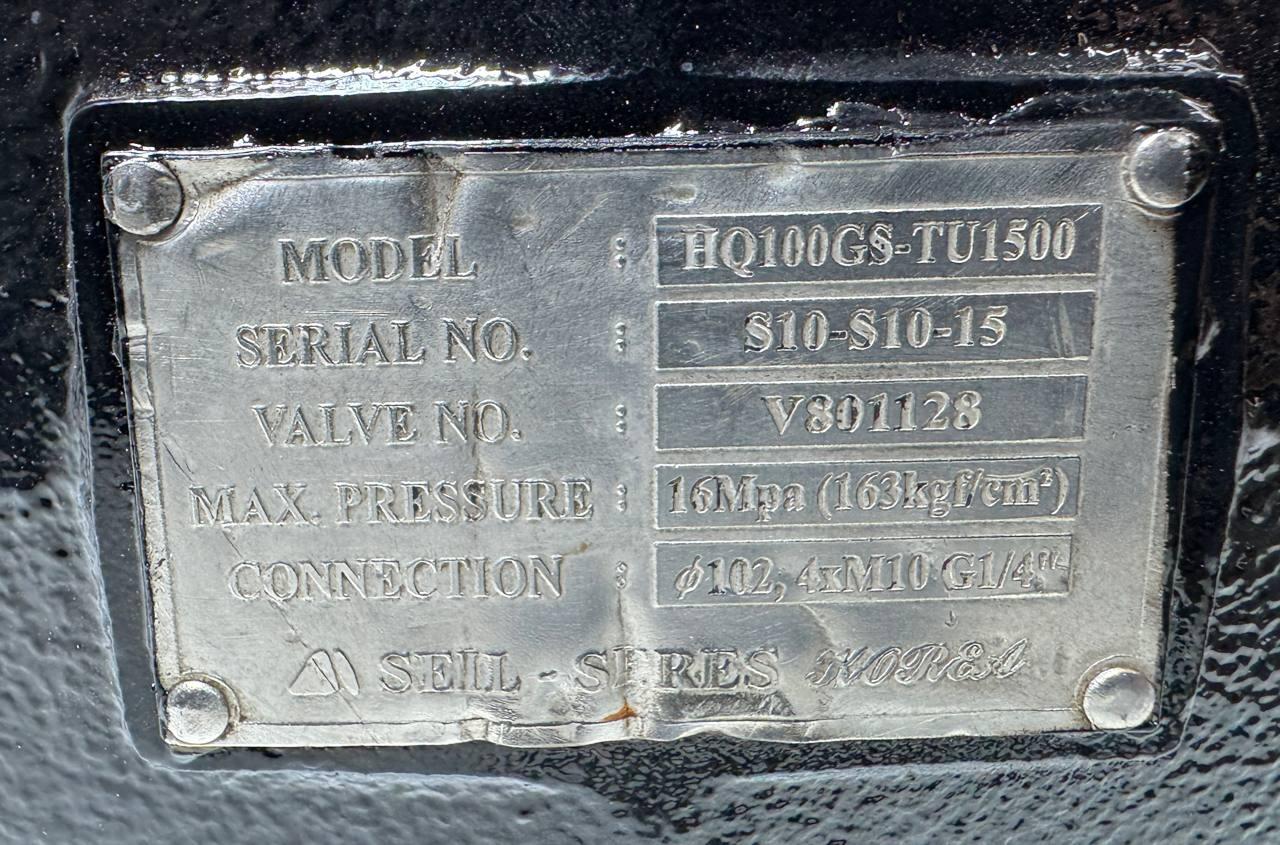 MODEL : HQ100GS-TU1500
SERIAL NO. : S10-S10-15
VALVE NO. : V801128
MAX. PRESSURE : 16Mpa (163kgf/cm²)
CONNECTION : ϕ102, 4xM10 G1/4"
SEIL - SERES KOREA